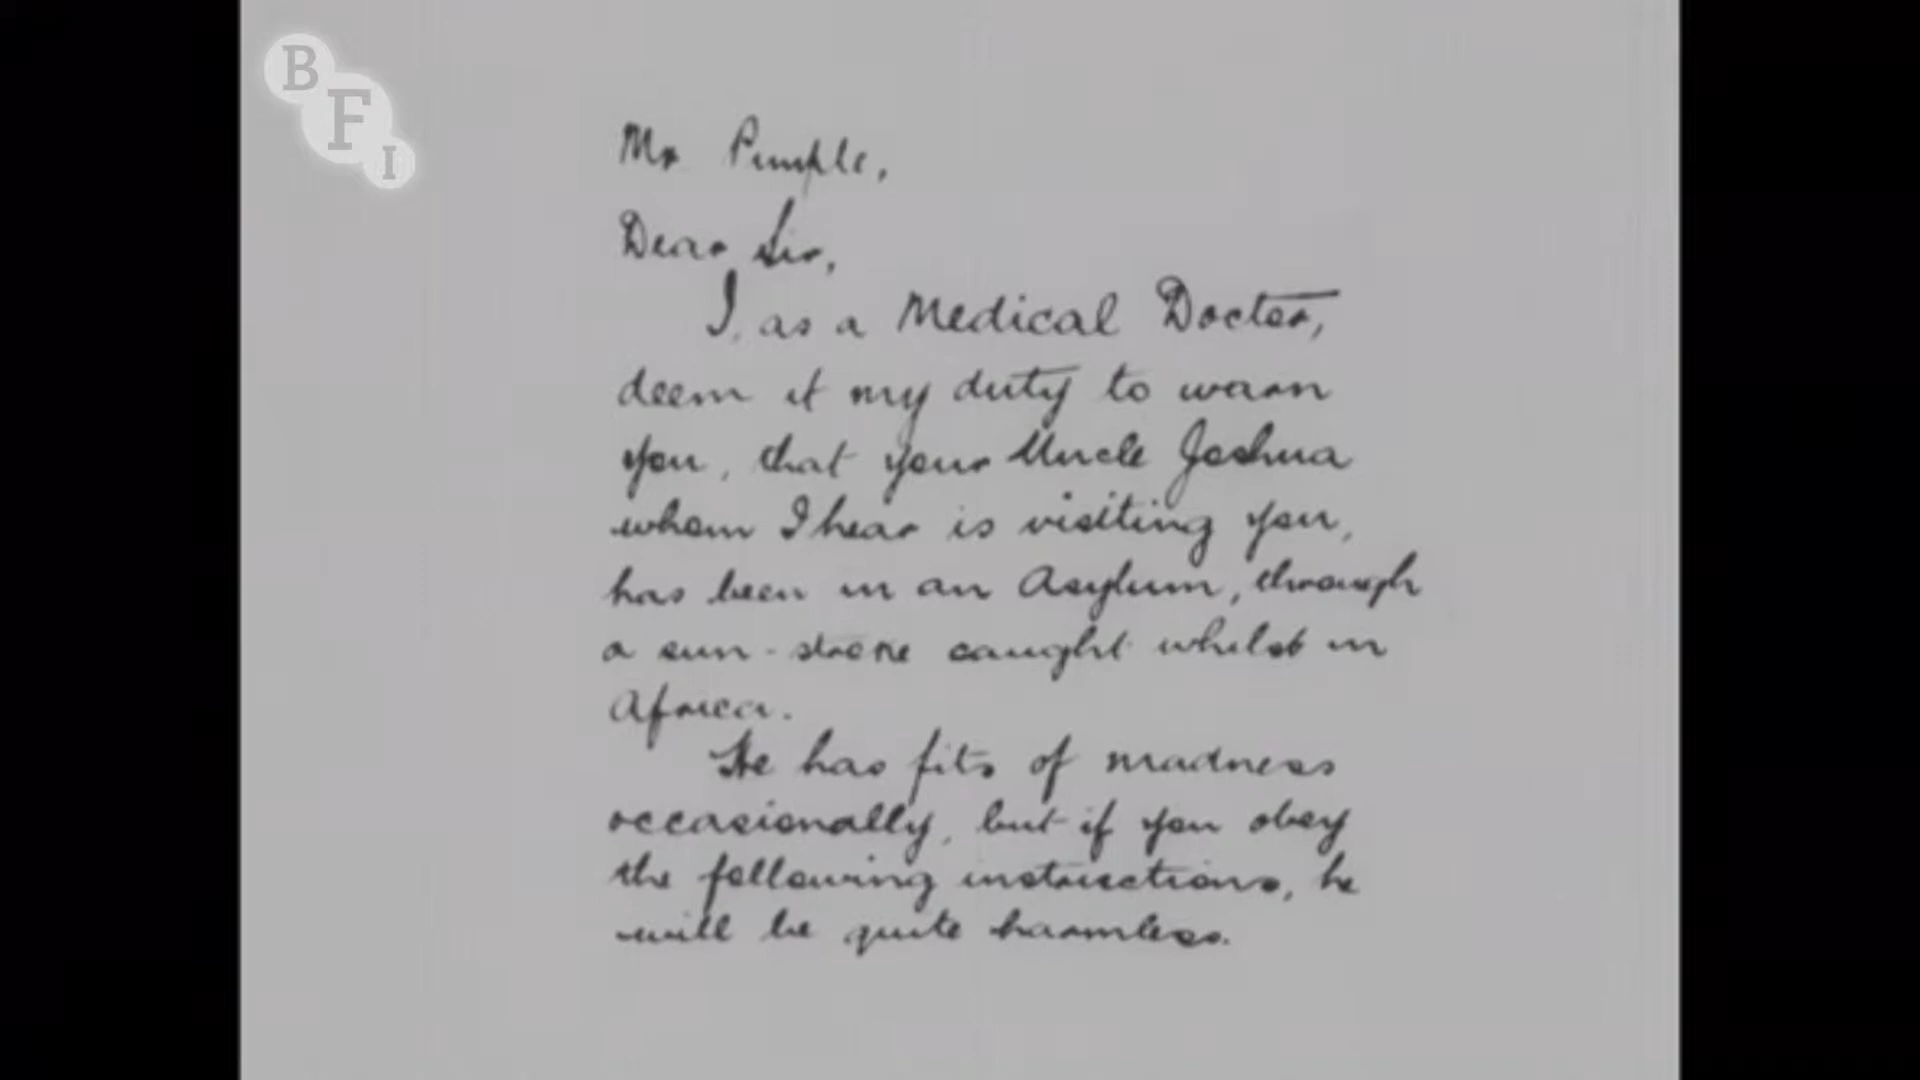 BFI
Mr Pimple,
Dear Sir,
I, as a Medical Doctor,
deem it my duty to warn
you, that your Uncle Joshua
whom I hear is visiting you,
has been in an Asylum, through
a sun-stroke caught whilst in
Africa.
He has fits of madness
occasionally, but if you obey
the following instructions, he
will be quite harmless.